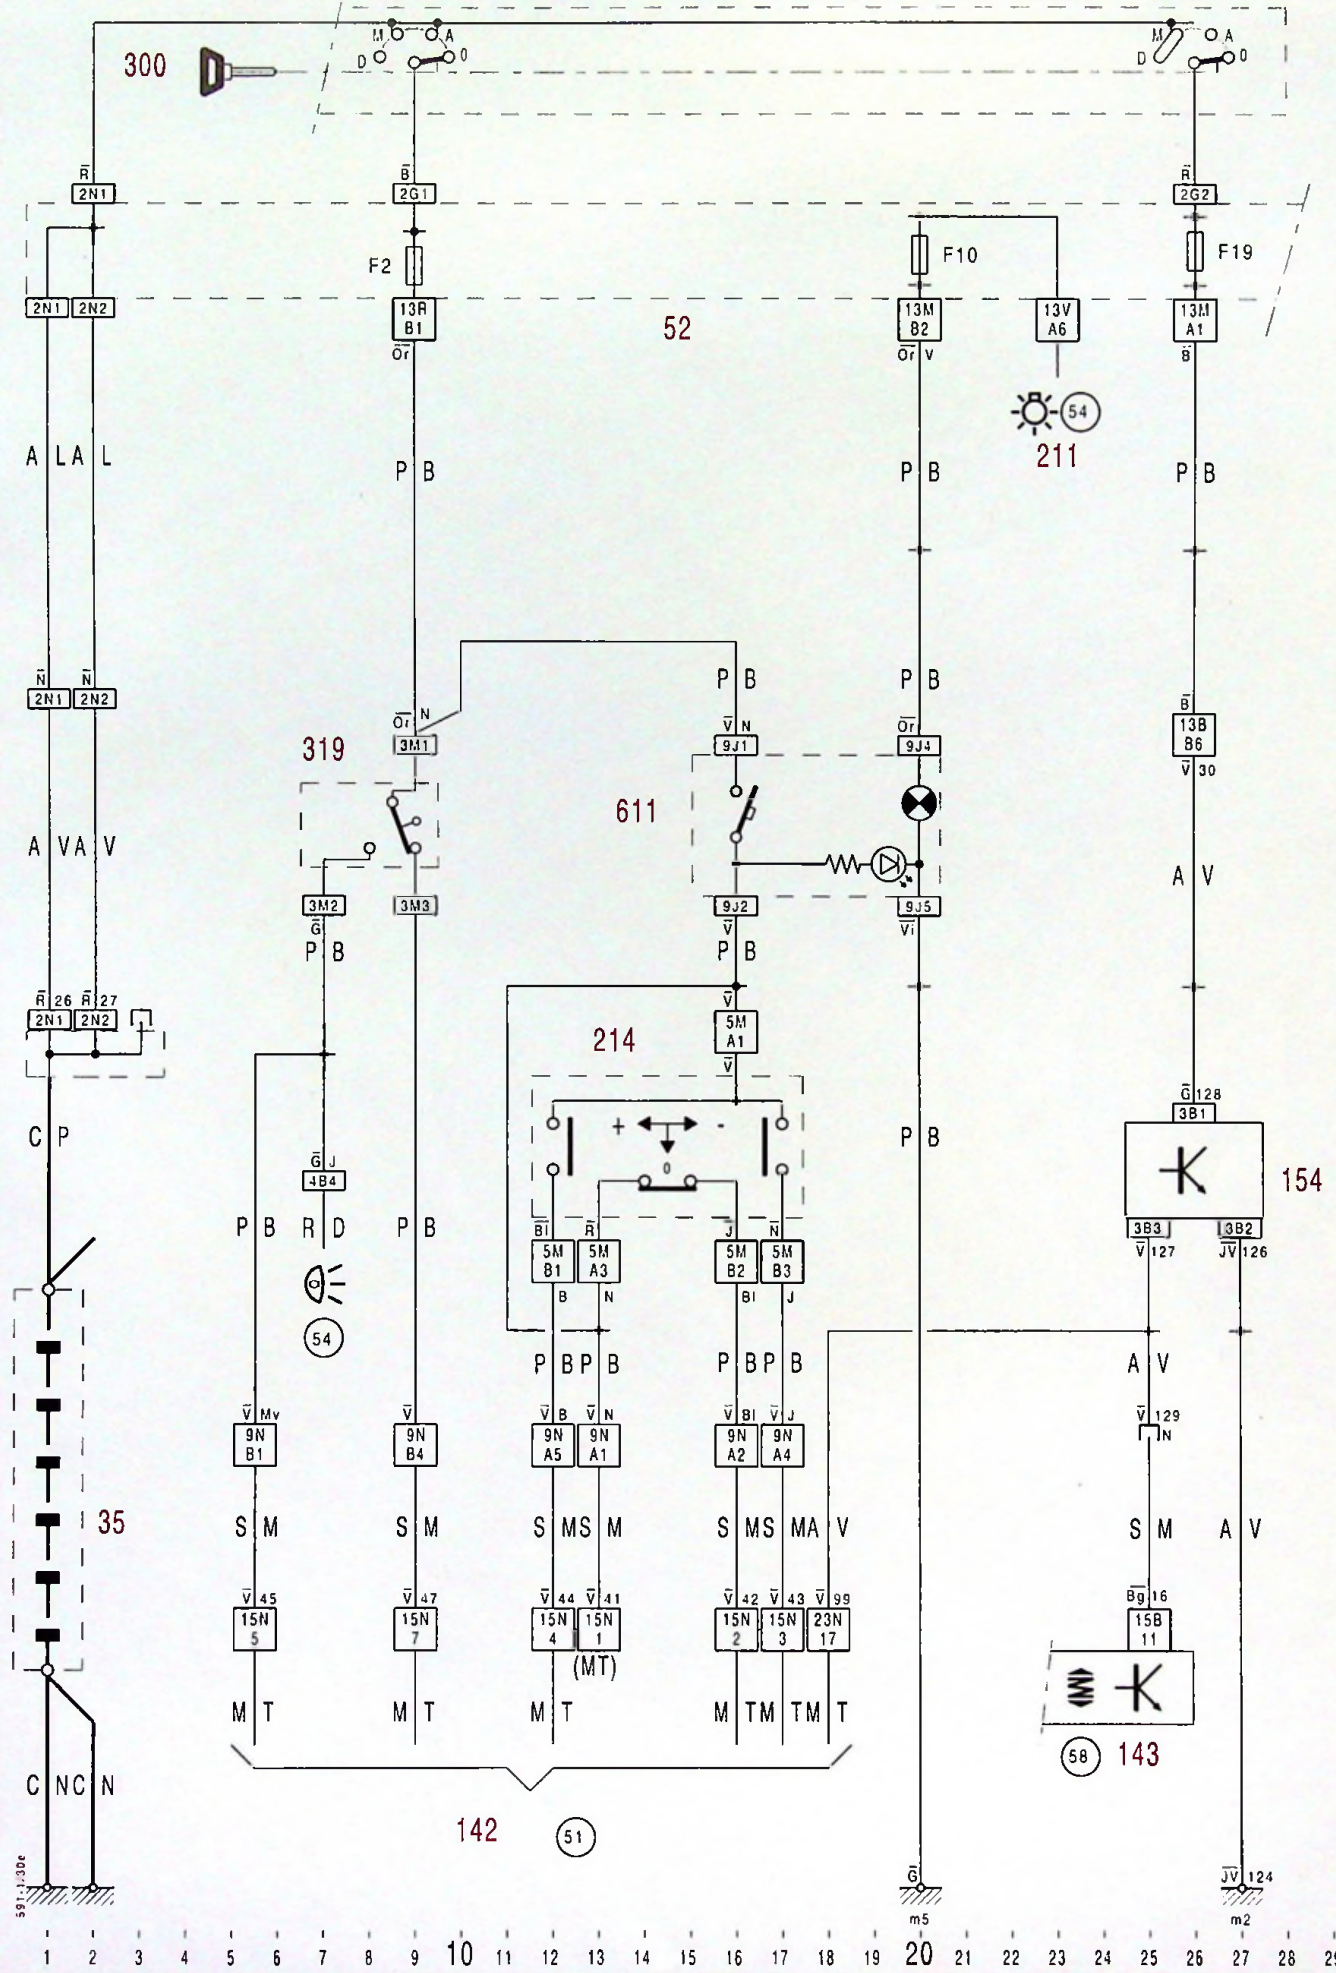 M A M A
D O D O
300
R B R
2N1 2G1 2G2
F2 F10 F19
2N1 2N2 13R B1 13M B2 13V A6 13M A1
52
Or Or V B
54
211
A L A L P B P B P B
N N
2N1 2N2
P B P B
Or N V N Or B
3M1 9J1 9J4 13B B6
V 30
319
611
A V A V A V
3M2 3M3 9J2 9J5
G V Vi
P B P B
R 26 R 27 V
2N1 2N2 5M A1
214
V
G 128
3B1
C P + - P B
0
154
G J
4B4
3B3 3B2
V 127 JV 126
P B R D P B
Bl R J N
5M B1 5M A3 5M B2 5M B3
B N Bl J
54
P B P B P B P B A V
V Mv V V B V N V Bl V J V 129
9N B1 9N B4 9N A5 9N A1 9N A2 9N A4 N
35
S M S M S M S M S M S M A V S M A V
V 45 V 47 V 44 V 41 V 42 V 43 V 99 Bg 16
15N 5 15N 7 15N 4 15N 1 15N 2 15N 3 23N 17 15B 11
(MT)
M T M T M T M T M T M T
58 143
C N C N
142 51
G JV 124
m5 m2
1 2 3 4 5 6 7 8 9 10 11 12 13 14 15 16 17 18 19 20 21 22 23 24 25 26 27 28